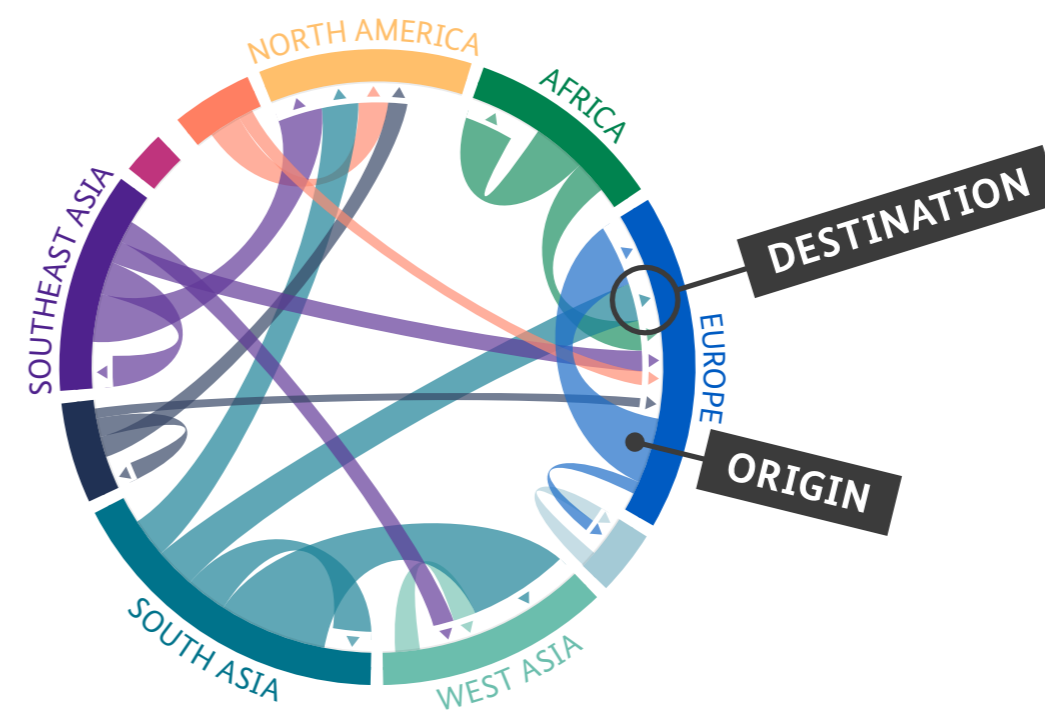 NORTH AMERICA
AFRICA
DESTINATION
SOUTHEAST ASIA
EUROPE
ORIGIN
SOUTH ASIA
WEST ASIA